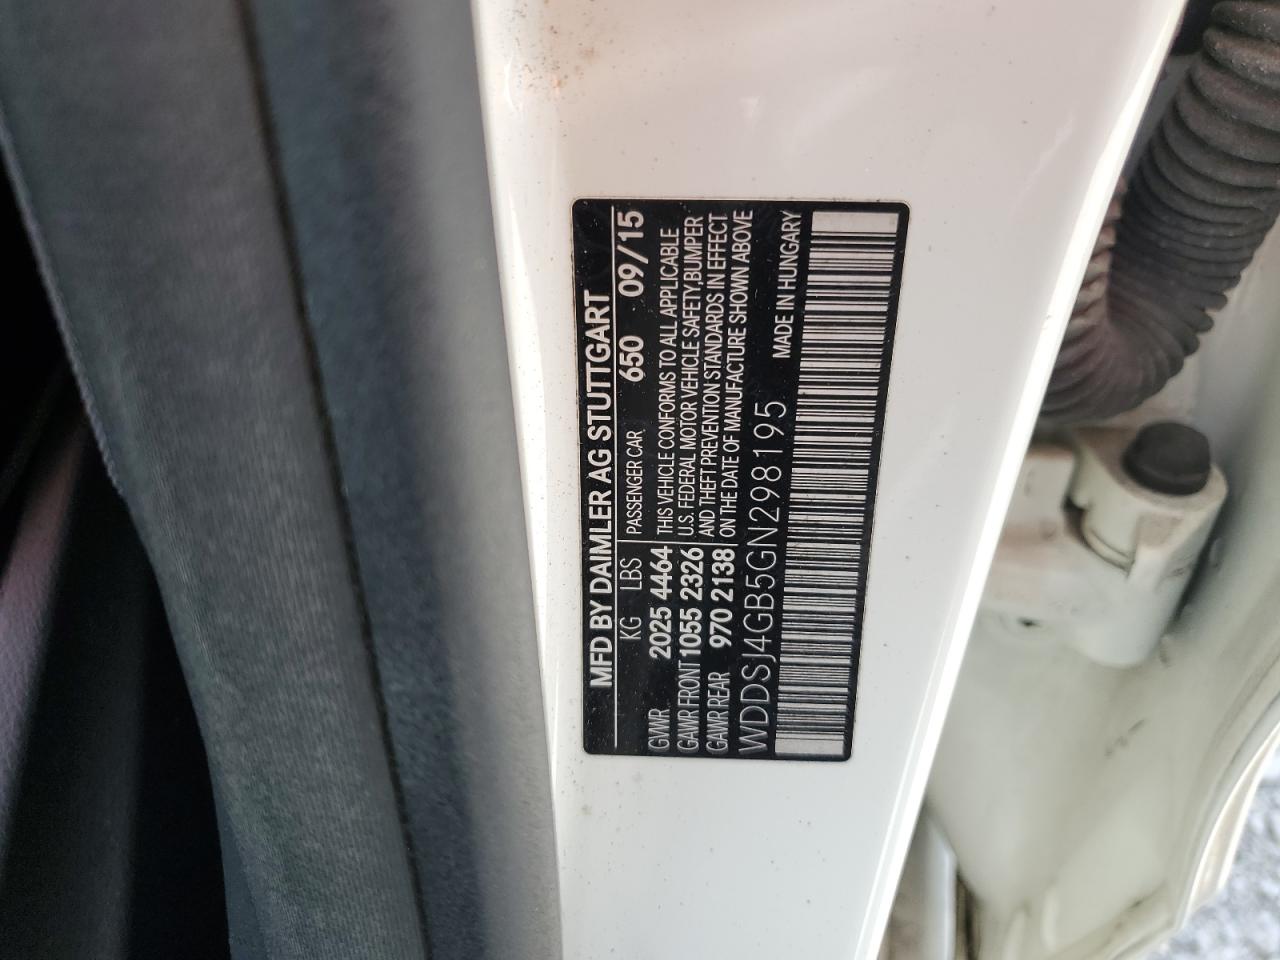 MFD BY DAIMLER AG STUTTGART
KG LBS PASSENGER CAR 650 09/15
GVWR 2025 4464 THIS VEHICLE CONFORMS TO ALL APPLICABLE
GAWR FRONT 1055 2326 U.S. FEDERAL MOTOR VEHICLE SAFETY,BUMPER
GAWR REAR 970 2138 AND THEFT PREVENTION STANDARDS IN EFFECT
ON THE DATE OF MANUFACTURE SHOWN ABOVE
WDDSJ4GB5GN298195 MADE IN HUNGARY